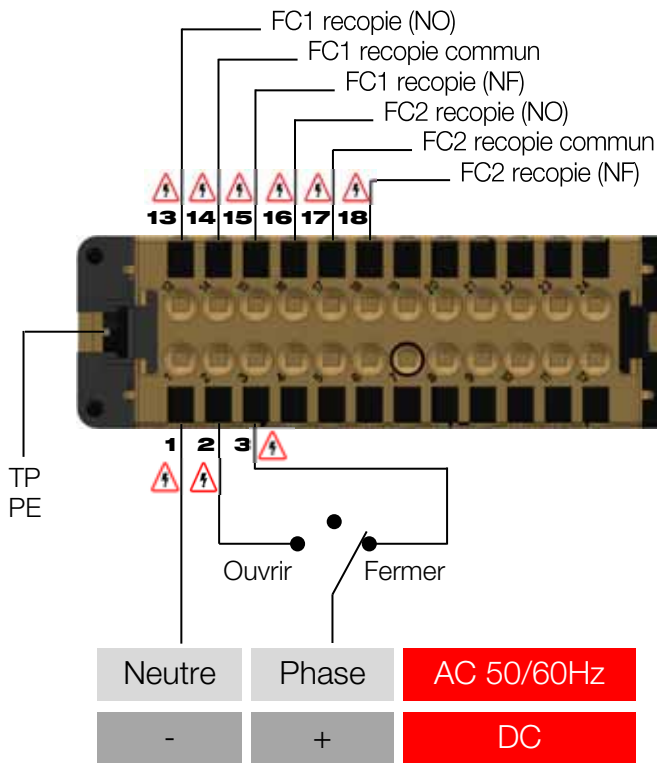 FC1 recopie (NO)
FC1 recopie commun
FC1 recopie (NF)
FC2 recopie (NO)
FC2 recopie commun
FC2 recopie (NF)
13 14 15 16 17 18
1 2 3
TP
PE
Ouvrir Fermer
Neutre Phase AC 50/60Hz
- + DC